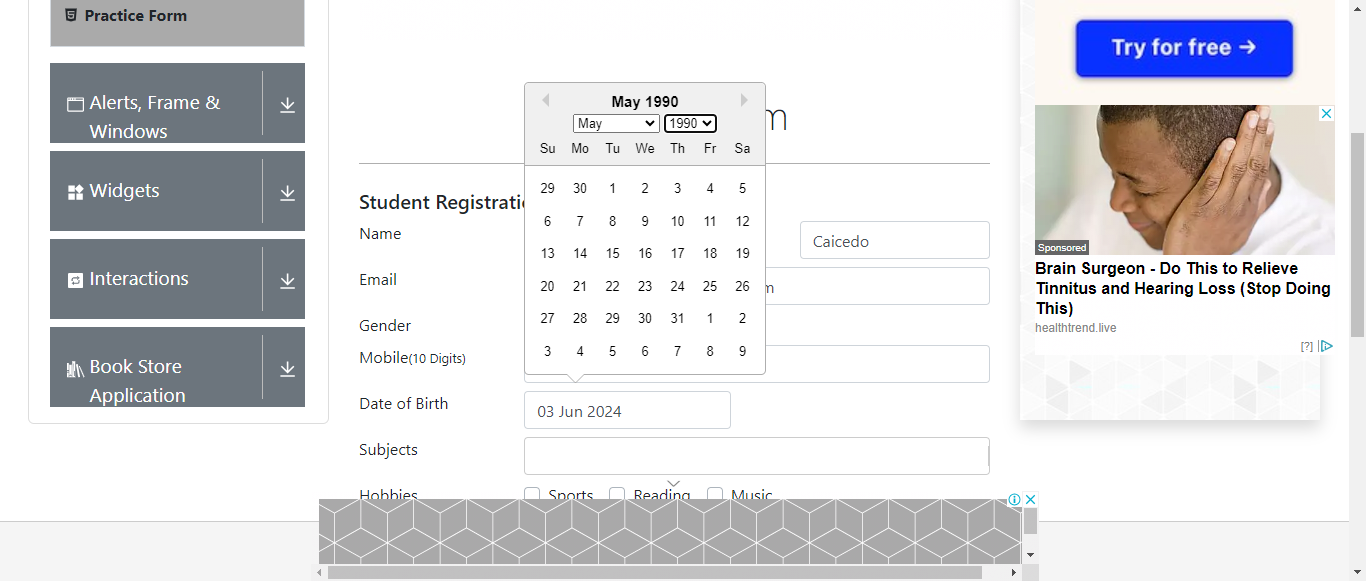 Practice Form
Alerts, Frame &
Windows
Widgets
Interactions
Book Store
Application
May 1990
May 1990
Su Mo Tu We Th Fr Sa
29 30 1 2 3 4 5
6 7 8 9 10 11 12
13 14 15 16 17 18 19
20 21 22 23 24 25 26
27 28 29 30 31 1 2
3 4 5 6 7 8 9
m
Student Registratio
Name
Caicedo
Email
m
Gender
Mobile(10 Digits)
Date of Birth
03 Jun 2024
Subjects
Hobbies
Sports Reading Music
Try for free →
Sponsored
Brain Surgeon - Do This to Relieve
Tinnitus and Hearing Loss (Stop Doing
This)
healthtrend.live
[?]